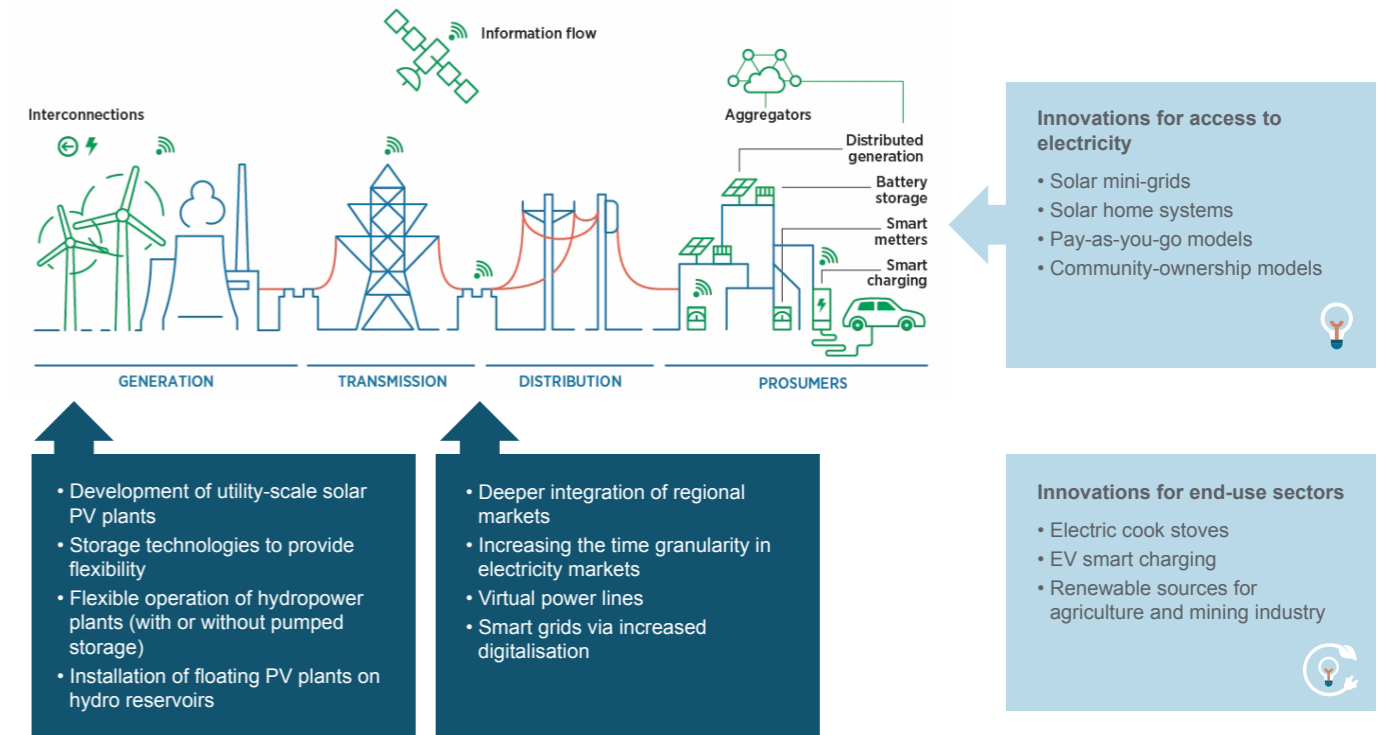 Information flow
Interconnections
Aggregators
Distributed
generation
Battery
storage
Smart
metters
Smart
charging
GENERATION
TRANSMISSION
DISTRIBUTION
PROSUMERS
Innovations for access to
electricity
• Solar mini-grids
• Solar home systems
• Pay-as-you-go models
• Community-ownership models
• Development of utility-scale solar
PV plants
• Storage technologies to provide
flexibility
• Flexible operation of hydropower
plants (with or without pumped
storage)
• Installation of floating PV plants on
hydro reservoirs
• Deeper integration of regional
markets
• Increasing the time granularity in
electricity markets
• Virtual power lines
• Smart grids via increased
digitalisation
Innovations for end-use sectors
• Electric cook stoves
• EV smart charging
• Renewable sources for
agriculture and mining industry